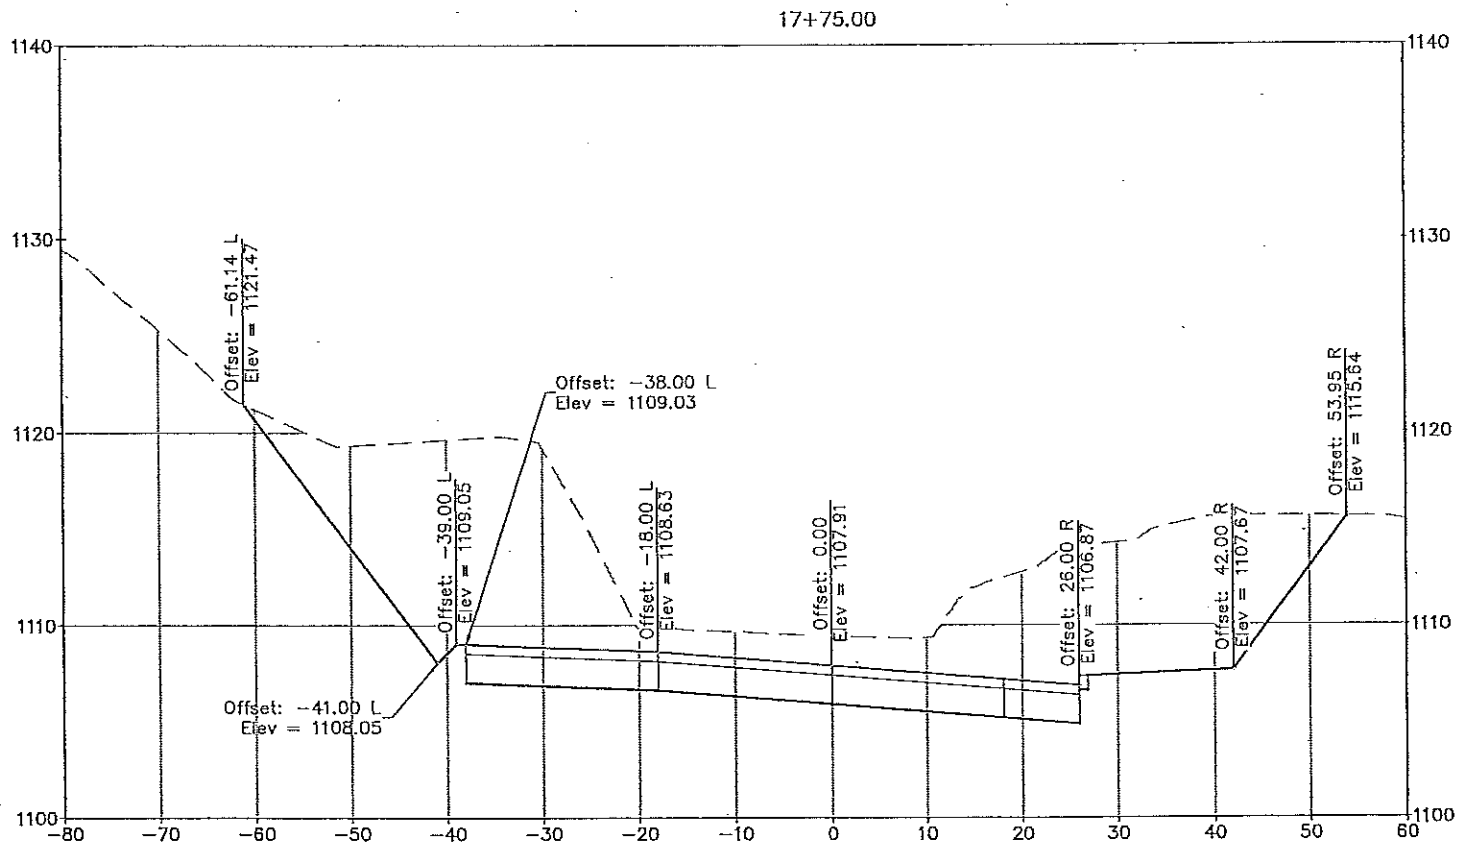 17+75.00
1140
1140
1130
1130
1120
1120
1110
1110
1100
1100
Offset: -61.14 L
Elev = 1121.47
Offset: -38.00 L
Elev = 1109.03
Offset: -39.00 L
Elev = 1109.05
Offset: -18.00 L
Elev = 1108.63
Offset: 0.00
Elev = 1107.91
Offset: 26.00 R
Elev = 1106.87
Offset: 42.00 R
Elev = 1107.67
Offset: 53.95 R
Elev = 1115.64
Offset: -41.00 L
Elev = 1108.05
-80 -70 -60 -50 -40 -30 -20 -10 0 10 20 30 40 50 60